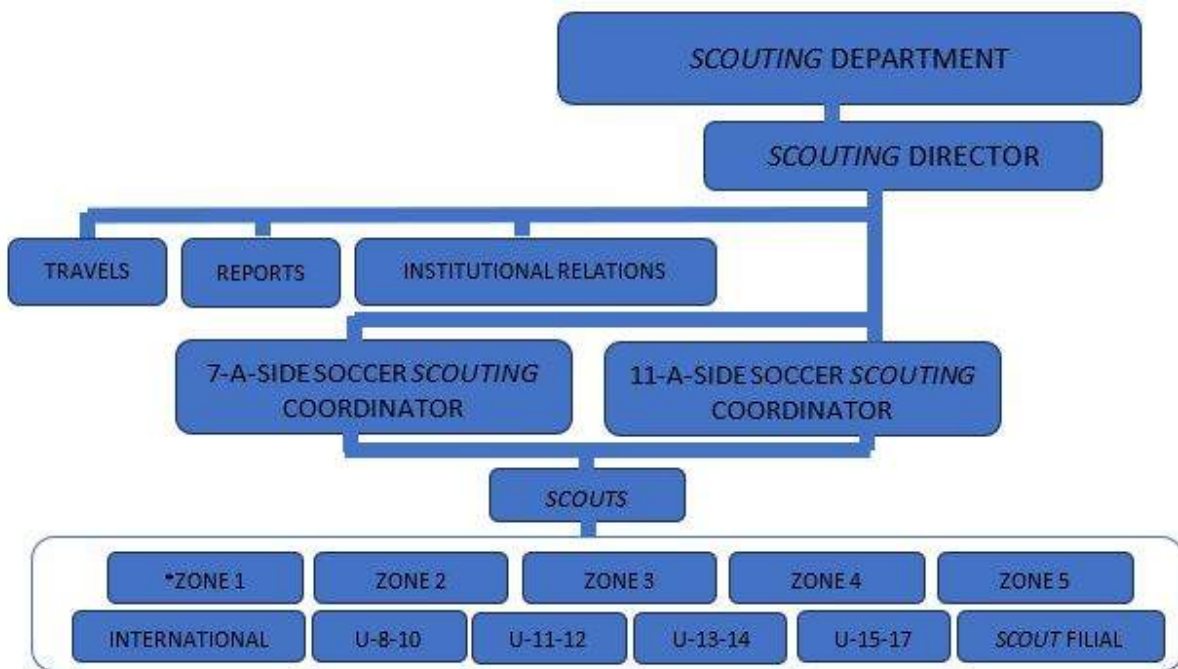 SCOUTING DEPARTMENT
SCOUTING DIRECTOR
TRAVELS
REPORTS
INSTITUTIONAL RELATIONS
7-A-SIDE SOCCER SCOUTING
COORDINATOR
11-A-SIDE SOCCER SCOUTING
COORDINATOR
SCOUTS
*ZONE 1
ZONE 2
ZONE 3
ZONE 4
ZONE 5
INTERNATIONAL
U-8-10
U-11-12
U-13-14
U-15-17
SCOUT FILIAL